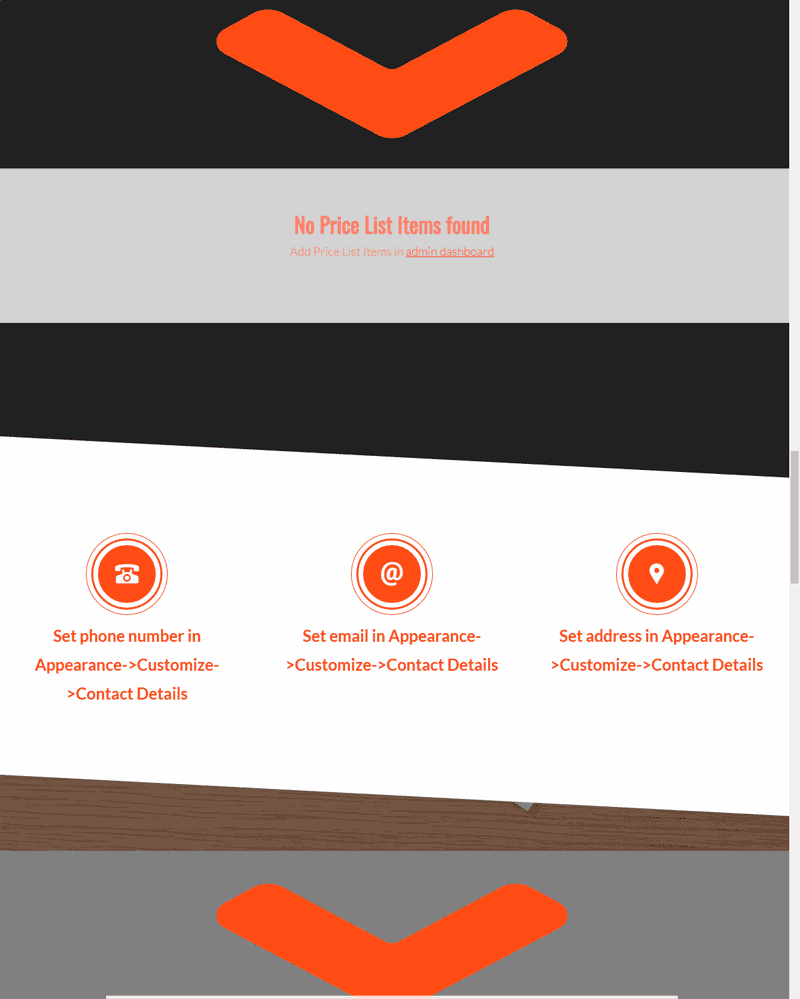 No Price List Items found
Add Price List Items in admin dashboard
@
Set phone number in
Appearance->Customize-
>Contact Details
Set email in Appearance-
>Customize->Contact Details
Set address in Appearance-
>Customize->Contact Details